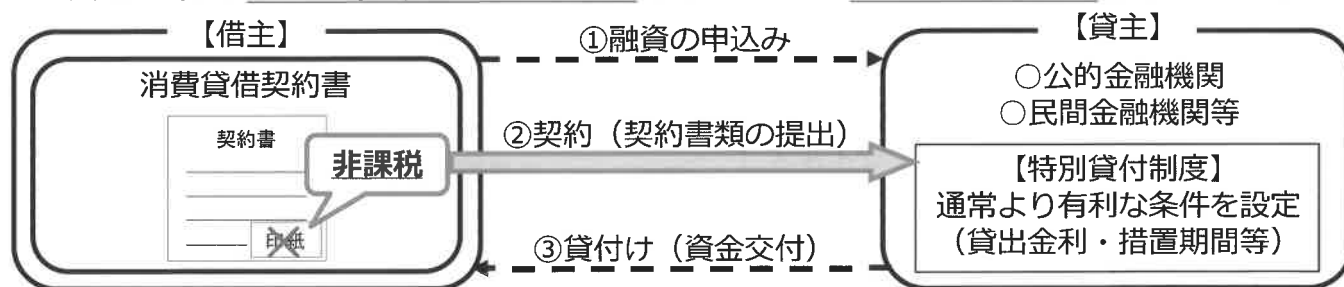 【借主】
消費貸借契約書
契約書
非課税
印紙
①融資の申込み
②契約（契約書類の提出）
③貸付け（資金交付）
【貸主】
○公的金融機関
○民間金融機関等
【特別貸付制度】
通常より有利な条件を設定
（貸出金利・措置期間等）